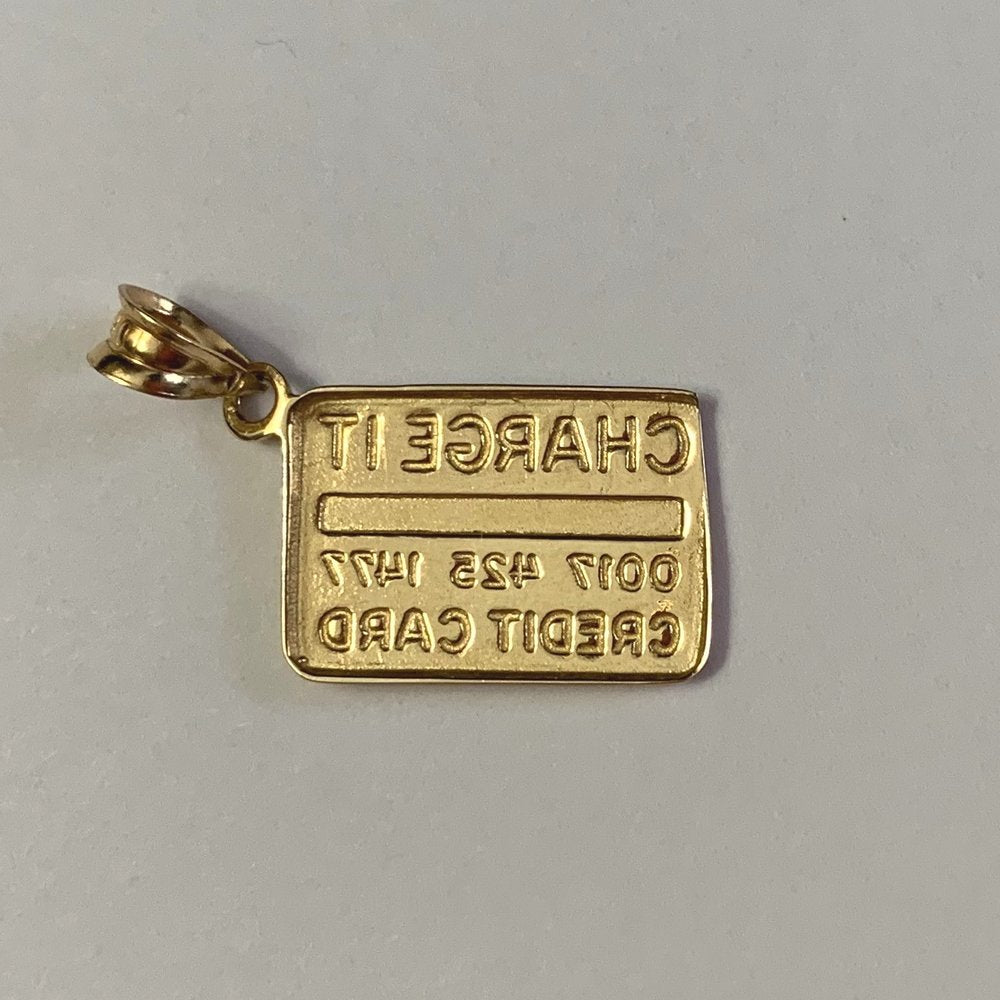 CHARGE IT
0017 425 1477
CREDIT CARD